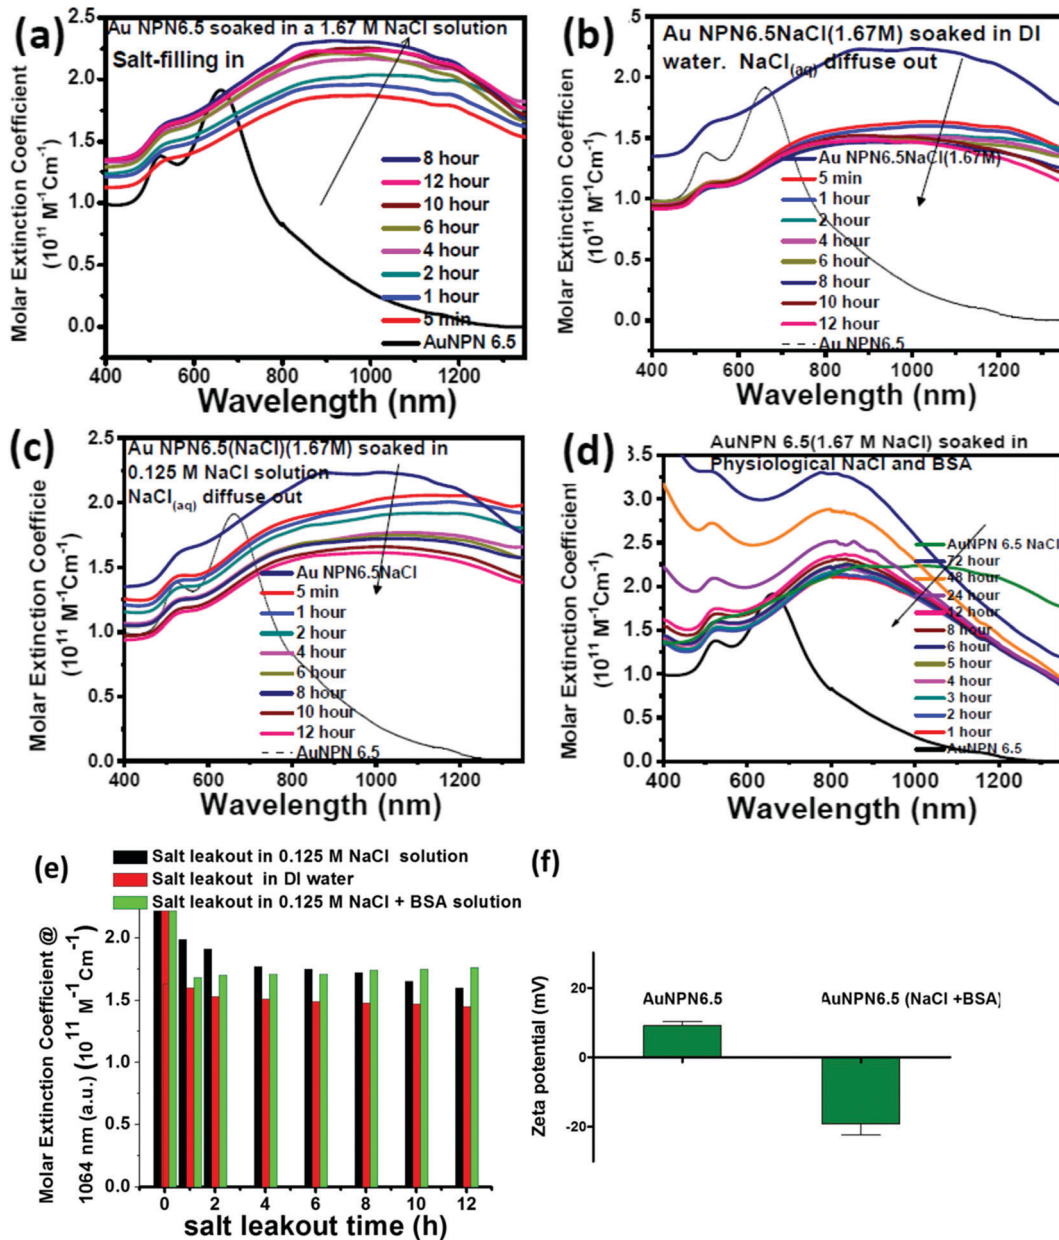 (a)
Au NPN6.5 soaked in a 1.67 M NaCl solution
Salt-filling in
Molar Extinction Coefficient
(10^11 M^-1Cm^-1)
2.5
2.0
1.5
1.0
0.5
0.0
8 hour
12 hour
10 hour
6 hour
4 hour
2 hour
1 hour
5 min
AuNPN 6.5
400 600 800 1000 1200
Wavelength (nm)
(b)
Au NPN6.5NaCl(1.67M) soaked in DI
water. NaCl(aq) diffuse out
Molar Extinction Coefficien
(10^11 M^-1Cm^-1)
2.5
2.0
1.5
1.0
0.5
0.0
Au NPN6.5NaCl(1.67M)
5 min
1 hour
2 hour
4 hour
6 hour
8 hour
10 hour
12 hour
Au NPN6.5
400 600 800 1000 1200
Wavelength (nm)
(c)
Au NPN6.5(NaCl)(1.67M) soaked in
0.125 M NaCl solution
NaCl(aq) diffuse out
Molar Extinction Coefficie
(10^11 M^-1Cm^-1)
2.5
2.0
1.5
1.0
0.5
0.0
Au NPN6.5NaCl
5 min
1 hour
2 hour
4 hour
6 hour
8 hour
10 hour
12 hour
AuNPN 6.5
400 600 800 1000 1200
Wavelength (nm)
(d)
AuNPN 6.5(1.67 M NaCl) soaked in
Physiological NaCl and BSA
Molar Extinction Coefficient
(10^11 M^-1Cm^-1)
3.5
3.0
2.5
2.0
1.5
1.0
0.5
0.0
AuNPN 6.5 NaCl
72 hour
48 hour
24 hour
12 hour
8 hour
6 hour
5 hour
4 hour
3 hour
2 hour
1 hour
AuNPN 6.5
400 600 800 1000 1200
Wavelength (nm)
(e)
Salt leakout in 0.125 M NaCl solution
Salt leakout in DI water
Salt leakout in 0.125 M NaCl + BSA solution
Molar Extinction Coefficient @
1064 nm (a.u.) (10^11 M^-1Cm^-1)
2.0
1.5
1.0
0.5
0.0
0 2 4 6 8 10 12
salt leakout time (h)
(f)
Zeta potential (mV)
20
0
-20
AuNPN6.5
AuNPN6.5 (NaCl +BSA)